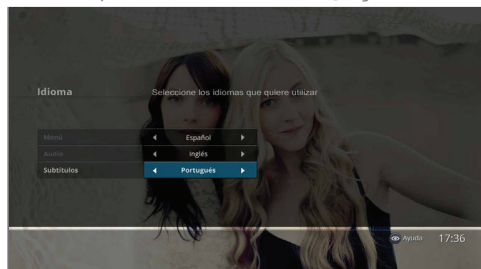 Idioma Seleccione los idiomas que quiere utilizar
Menú Español
Audio Inglés
Subtítulos Portugués
Ayuda 17:36